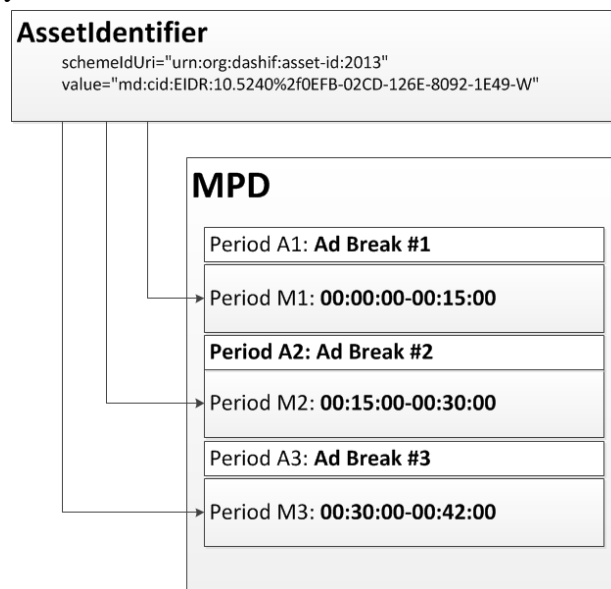 AssetIdentifier
schemeIdUri="urn:org:dashif:asset-id:2013"
value="md:cid:EIDR:10.5240%2f0EFB-02CD-126E-8092-1E49-W"
MPD
Period A1: Ad Break #1
Period M1: 00:00:00-00:15:00
Period A2: Ad Break #2
Period M2: 00:15:00-00:30:00
Period A3: Ad Break #3
Period M3: 00:30:00-00:42:00